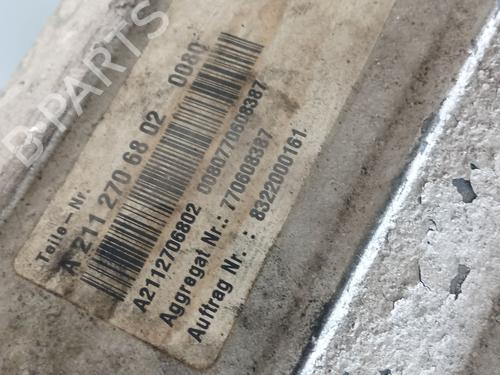 B-PARTS
Teile-Nr.
A 211 270 68 02 0080
A2112706802 0080770608387
Aggregat Nr.: 770608387
Auftrag Nr. : 8322000161